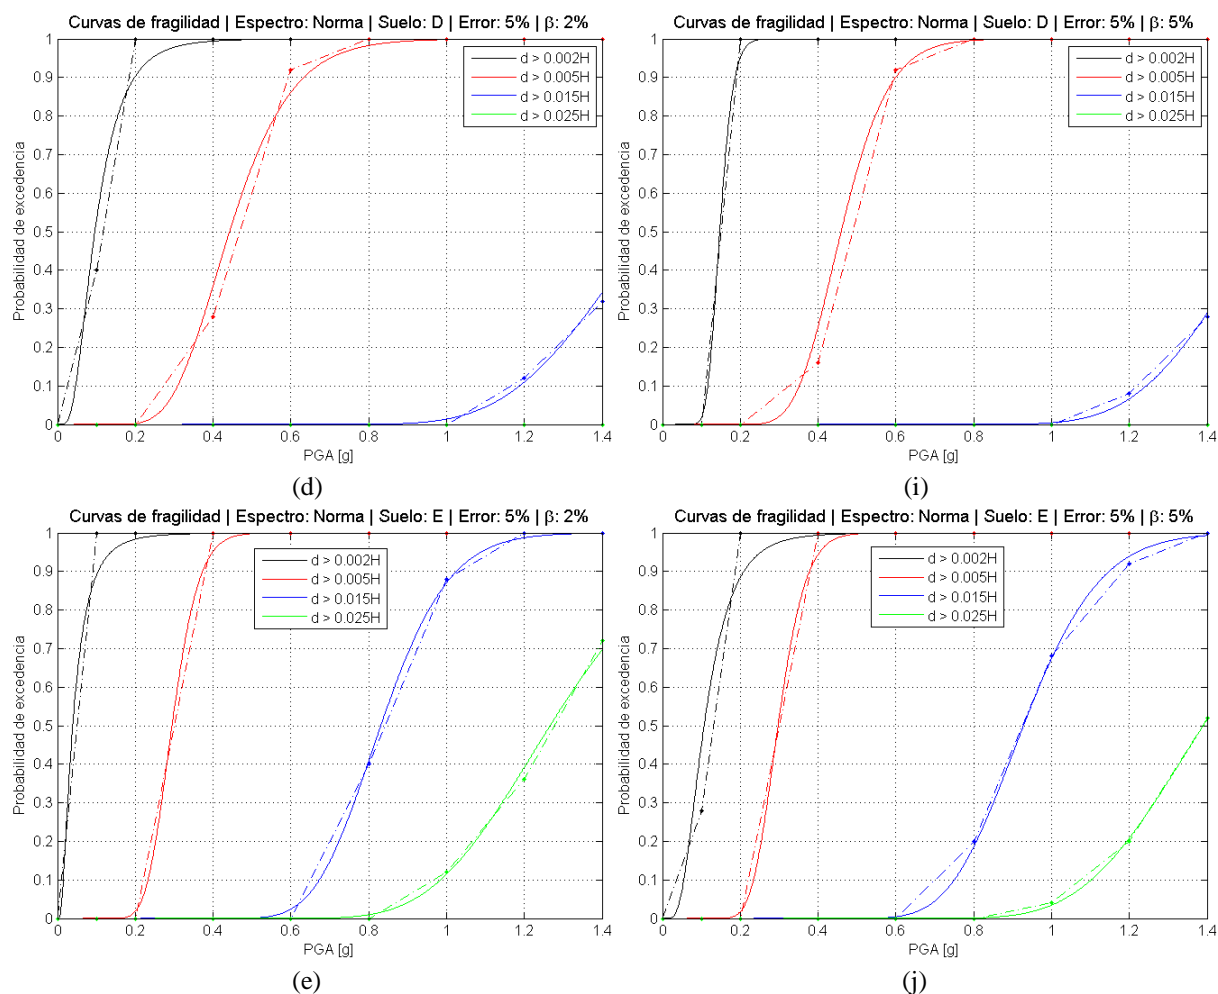 Curvas de fragilidad | Espectro: Norma | Suelo: D | Error: 5% | β: 2%
Probabilidad de excedencia
1
0.9
0.8
0.7
0.6
0.5
0.4
0.3
0.2
0.1
0
d > 0.002H
d > 0.005H
d > 0.015H
d > 0.025H
0 0.2 0.4 0.6 0.8 1 1.2 1.4
PGA [g]
(d)
Curvas de fragilidad | Espectro: Norma | Suelo: D | Error: 5% | β: 5%
Probabilidad de excedencia
1
0.9
0.8
0.7
0.6
0.5
0.4
0.3
0.2
0.1
0
d > 0.002H
d > 0.005H
d > 0.015H
d > 0.025H
0 0.2 0.4 0.6 0.8 1 1.2 1.4
PGA [g]
(i)
Curvas de fragilidad | Espectro: Norma | Suelo: E | Error: 5% | β: 2%
Probabilidad de excedencia
1
0.9
0.8
0.7
0.6
0.5
0.4
0.3
0.2
0.1
0
d > 0.002H
d > 0.005H
d > 0.015H
d > 0.025H
0 0.2 0.4 0.6 0.8 1 1.2 1.4
PGA [g]
(e)
Curvas de fragilidad | Espectro: Norma | Suelo: E | Error: 5% | β: 5%
Probabilidad de excedencia
1
0.9
0.8
0.7
0.6
0.5
0.4
0.3
0.2
0.1
0
d > 0.002H
d > 0.005H
d > 0.015H
d > 0.025H
0 0.2 0.4 0.6 0.8 1 1.2 1.4
PGA [g]
(j)